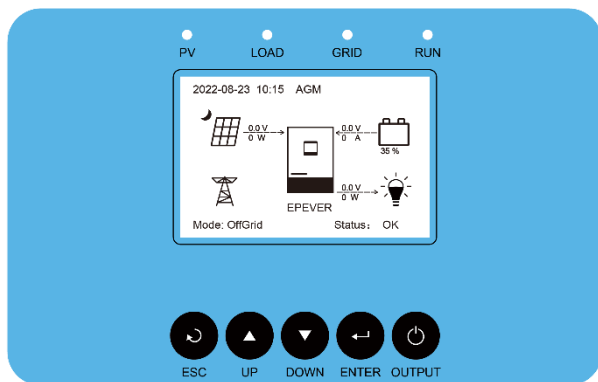 PV LOAD GRID RUN
2022-08-23 10:15 AGM
0.0 V 0.0 V
0 W 0 A
35 %
0.0 V
0 W
EPEVER
Mode: OffGrid Status: OK
ESC UP DOWN ENTER OUTPUT